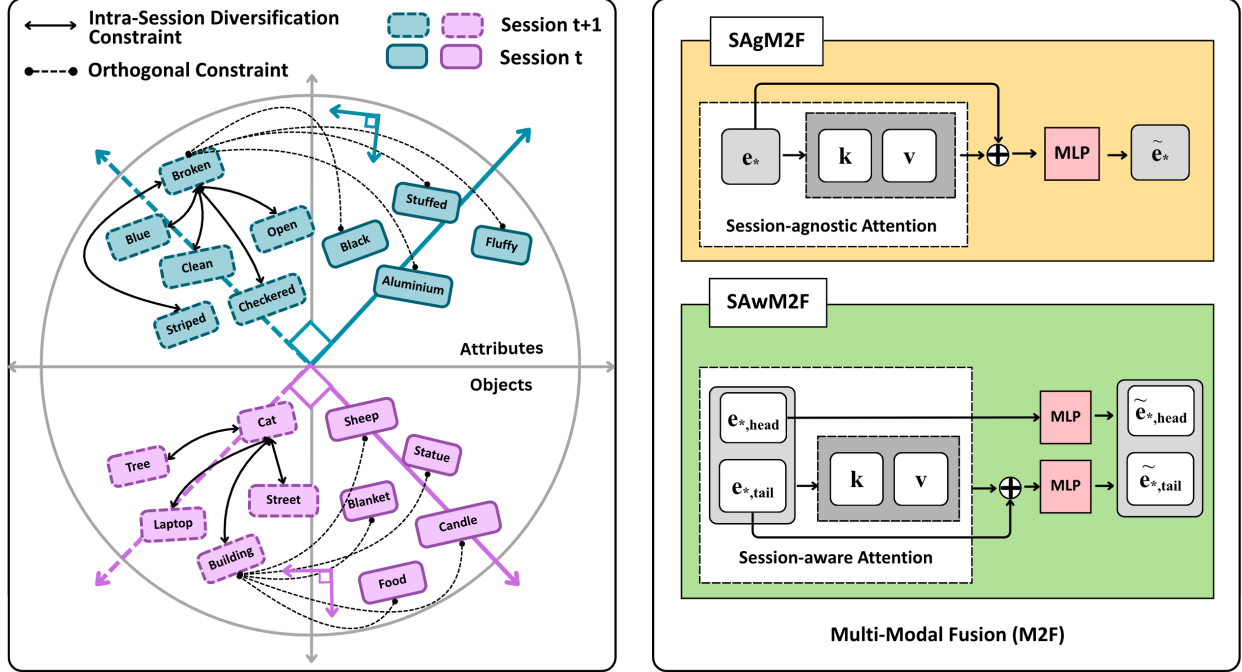 Intra-Session Diversification
Constraint
Orthogonal Constraint
Session t+1
Session t
Broken
Blue
Open
Clean
Checkered
Striped
Black
Stuffed
Fluffy
Aluminium
Attributes
Objects
Cat
Tree
Laptop
Street
Building
Sheep
Statue
Blanket
Candle
Food
SAgM2F
e*
k
v
MLP
ẽ*
Session-agnostic Attention
SAwM2F
e*,head
MLP
ẽ*,head
e*,tail
k
v
MLP
ẽ*,tail
Session-aware Attention
Multi-Modal Fusion (M2F)